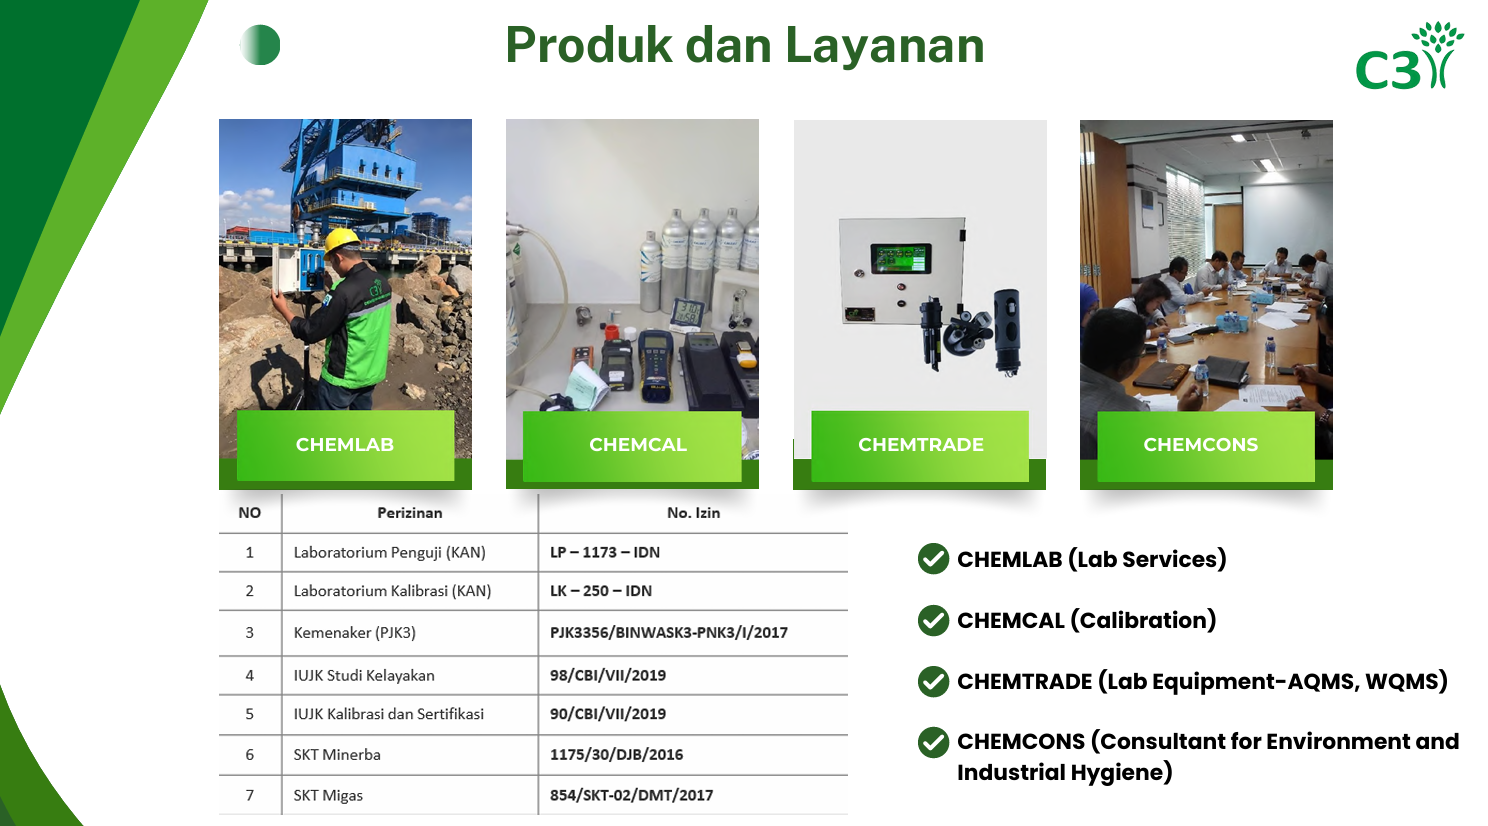 Produk dan Layanan
C3
CHEMLAB
CHEMCAL
CHEMTRADE
CHEMCONS
NO Perizinan No. Izin
1 Laboratorium Penguji (KAN) LP – 1173 – IDN
2 Laboratorium Kalibrasi (KAN) LK – 250 – IDN
3 Kemenaker (PJK3) PJK3356/BINWASK3-PNK3/I/2017
4 IUJK Studi Kelayakan 98/CBI/VII/2019
5 IUJK Kalibrasi dan Sertifikasi 90/CBI/VII/2019
6 SKT Minerba 1175/30/DJB/2016
7 SKT Migas 854/SKT-02/DMT/2017
CHEMLAB (Lab Services)
CHEMCAL (Calibration)
CHEMTRADE (Lab Equipment-AQMS, WQMS)
CHEMCONS (Consultant for Environment and
Industrial Hygiene)